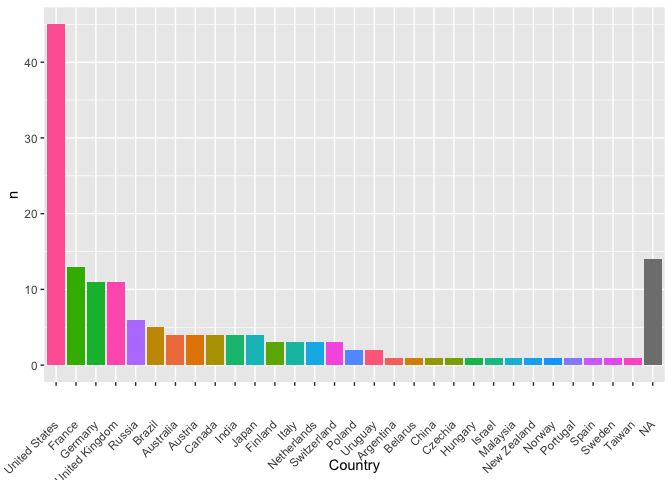 40
30
20
10
0
n
United States
France
Germany
United Kingdom
Russia
Brazil
Australia
Austria
Canada
India
Japan
Finland
Italy
Netherlands
Switzerland
Poland
Uruguay
Argentina
Belarus
China
Czechia
Hungary
Israel
Malaysia
New Zealand
Norway
Portugal
Spain
Sweden
Taiwan
NA
Country